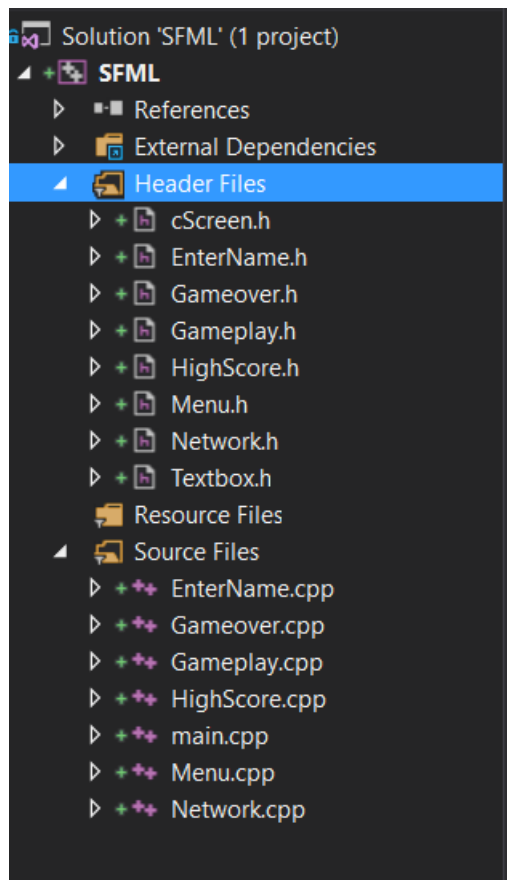 Solution 'SFML' (1 project)
SFML
References
External Dependencies
Header Files
cScreen.h
EnterName.h
Gameover.h
Gameplay.h
HighScore.h
Menu.h
Network.h
Textbox.h
Resource Files
Source Files
EnterName.cpp
Gameover.cpp
Gameplay.cpp
HighScore.cpp
main.cpp
Menu.cpp
Network.cpp